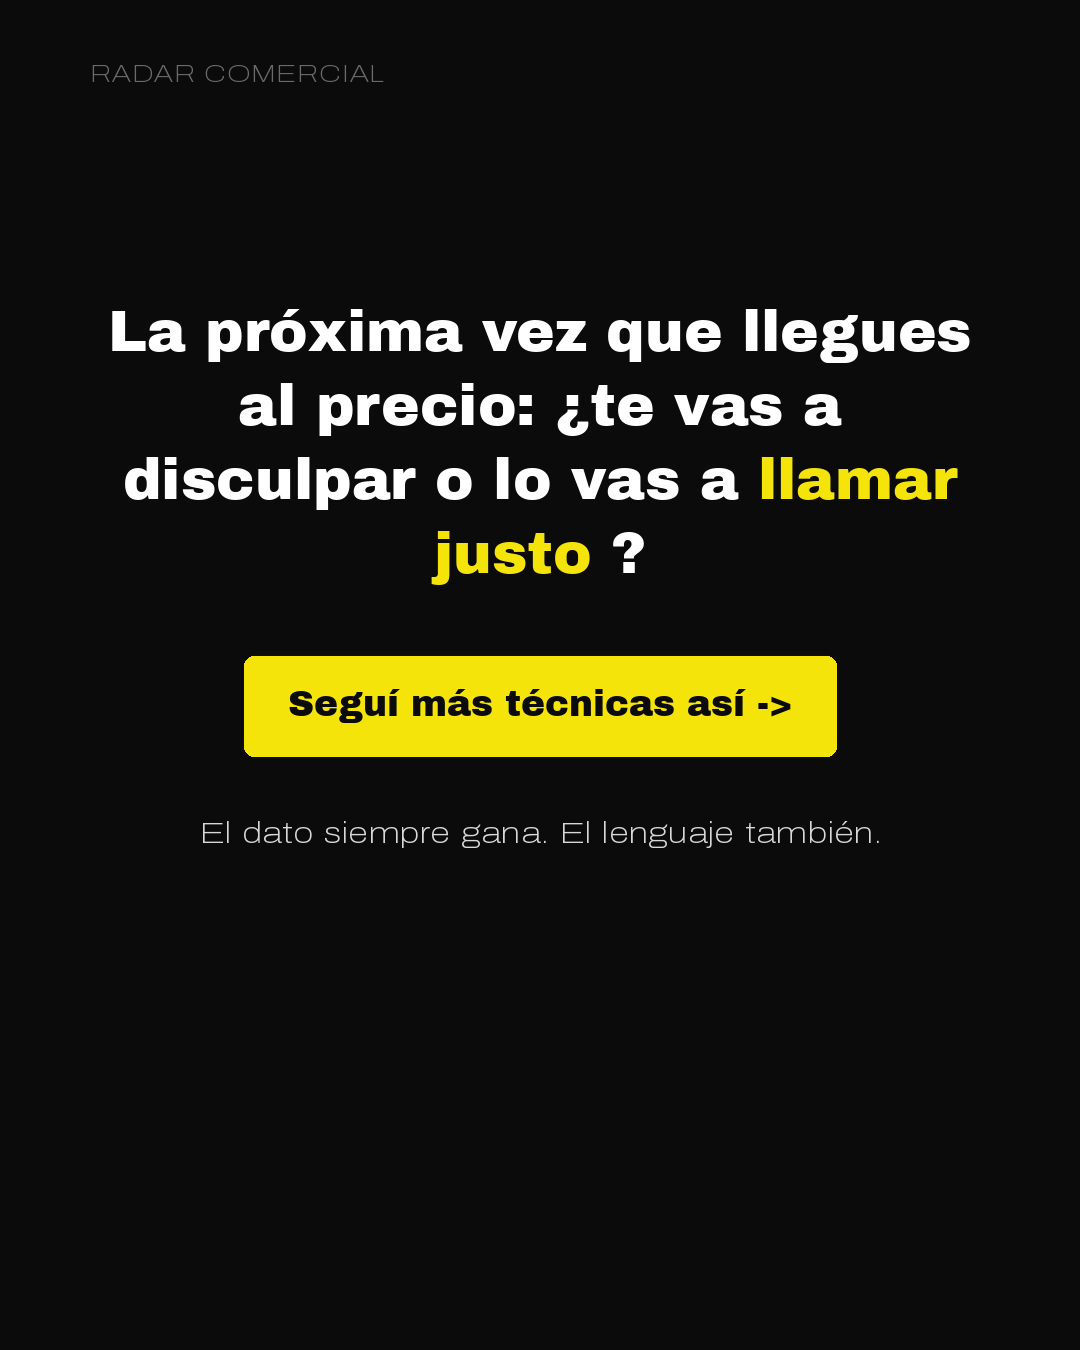 RADAR COMERCIAL
La próxima vez que llegues
al precio: ¿te vas a
disculpar o lo vas a llamar
justo ?
Seguí más técnicas así ->
El dato siempre gana. El lenguaje también.